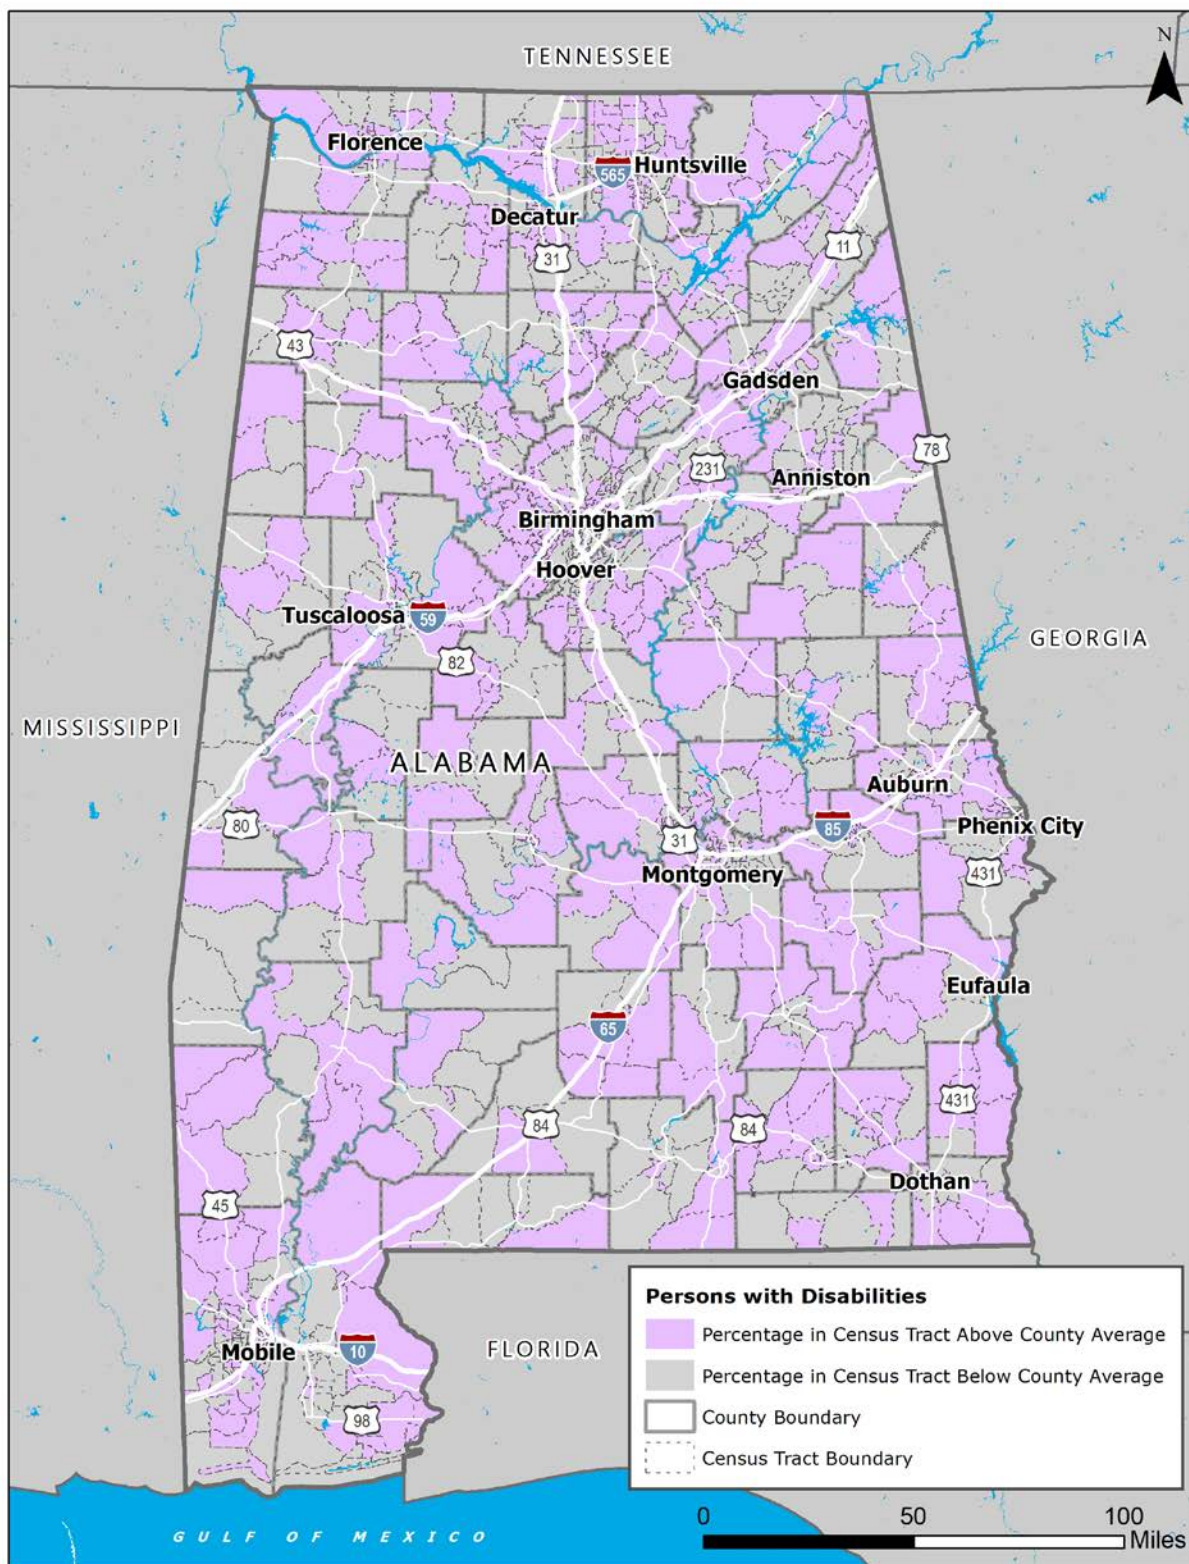 TENNESSEE
N
Florence
565
Huntsville
Decatur
31
11
43
Gadsden
78
231
Anniston
Birmingham
Hoover
Tuscaloosa
59
GEORGIA
82
MISSISSIPPI
ALABAMA
Auburn
80
31
85
Phenix City
Montgomery
431
Eufaula
65
431
84
84
Dothan
45
Mobile
10
FLORIDA
98
Persons with Disabilities
Percentage in Census Tract Above County Average
Percentage in Census Tract Below County Average
County Boundary
Census Tract Boundary
0 50 100
Miles
GULF OF MEXICO